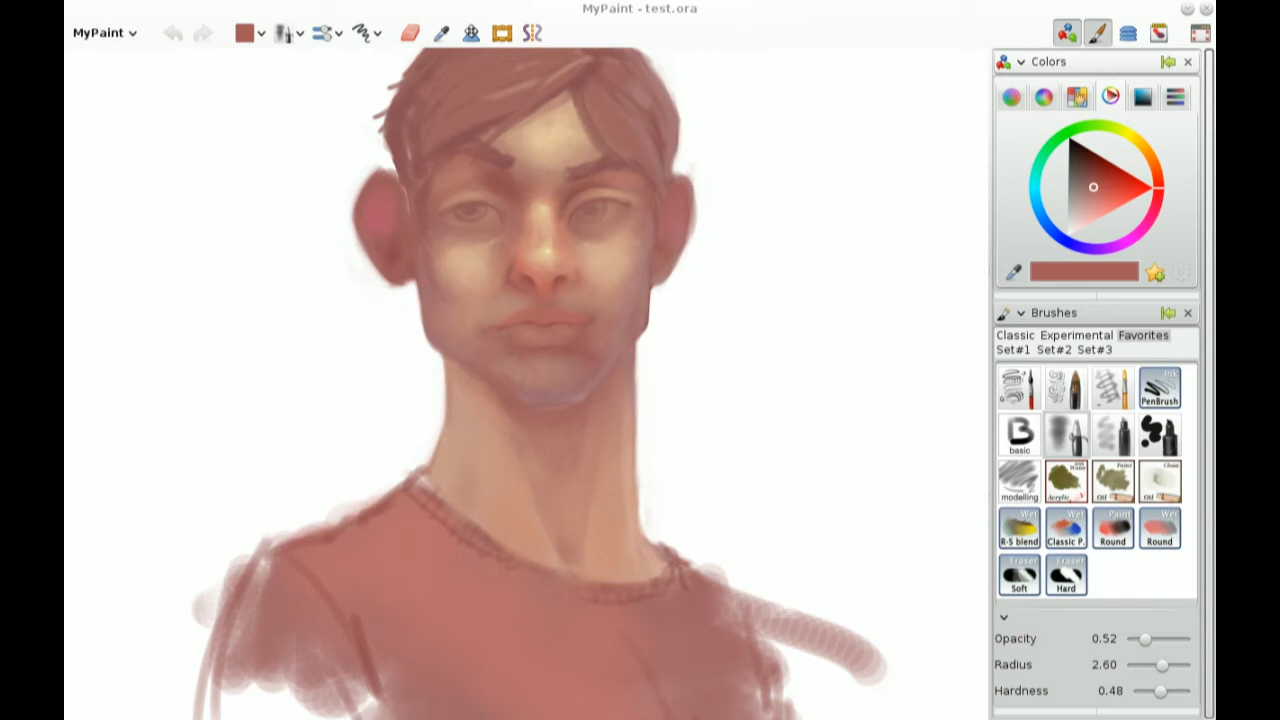 MyPaint - test.ora
MyPaint
Colors
Brushes
Classic Experimental Favorites
Set#1 Set#2 Set#3
Ink
PenBrush
B
basic
modelling
Water
Acrylic
Paint
Oil
Clean
Oil
Wet
R-S blend
Wet
Classic P.
Paint
Round
Wet
Round
Eraser
Soft
Eraser
Hard
Opacity 0.52
Radius 2.60
Hardness 0.48